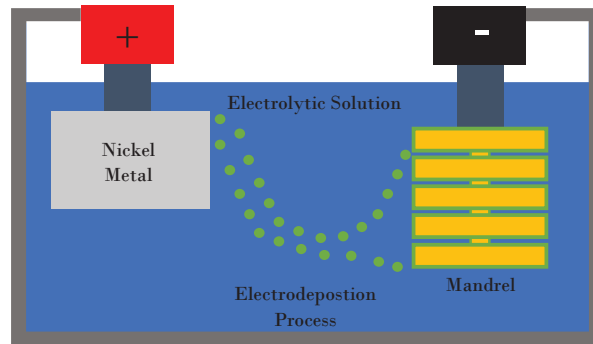 +
-
Electrolytic Solution
Nickel
Metal
Electrodepostion
Process
Mandrel